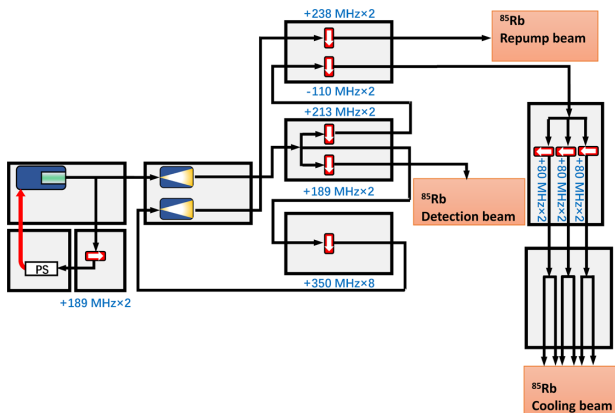 +238 MHz×2
⁸⁵Rb
Repump beam
-110 MHz×2
+213 MHz×2
+80 MHz×2
+80 MHz×2
+80 MHz×2
+189 MHz×2
⁸⁵Rb
Detection beam
PS
+189 MHz×2
+350 MHz×8
⁸⁵Rb
Cooling beam